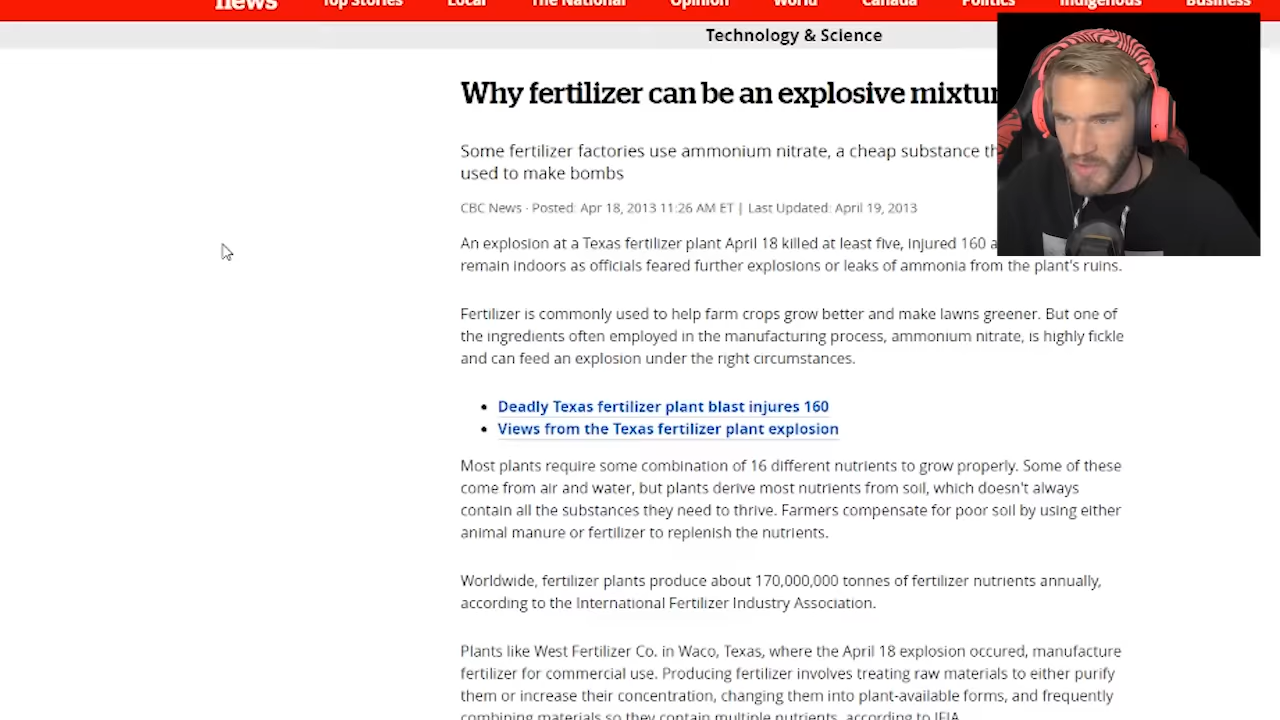 news Top Stories Local The National Opinion World Canada Politics Indigenous Business
Technology & Science
Why fertilizer can be an explosive
Some fertilizer factories use ammonium nitrate, a cheap substance
used to make bombs
CBC News · Posted: Apr 18, 2013 11:26 AM ET | Last Updated: April 19, 2013
An explosion at a Texas fertilizer plant April 18 killed at least five, injured 160
remain indoors as officials feared further explosions or leaks of ammonia from the plant's ruins.
Fertilizer is commonly used to help farm crops grow better and make lawns greener. But one of
the ingredients often employed in the manufacturing process, ammonium nitrate, is highly fickle
and can feed an explosion under the right circumstances.
• Deadly Texas fertilizer plant blast injures 160
• Views from the Texas fertilizer plant explosion
Most plants require some combination of 16 different nutrients to grow properly. Some of these
come from air and water, but plants derive most nutrients from soil, which doesn't always
contain all the substances they need to thrive. Farmers compensate for poor soil by using either
animal manure or fertilizer to replenish the nutrients.
Worldwide, fertilizer plants produce about 170,000,000 tonnes of fertilizer nutrients annually,
according to the International Fertilizer Industry Association.
Plants like West Fertilizer Co. in Waco, Texas, where the April 18 explosion occured, manufacture
fertilizer for commercial use. Producing fertilizer involves treating raw materials to either purify
them or increase their concentration, changing them into plant-available forms, and frequently
combining materials so they contain multiple nutrients, according to IFIA.